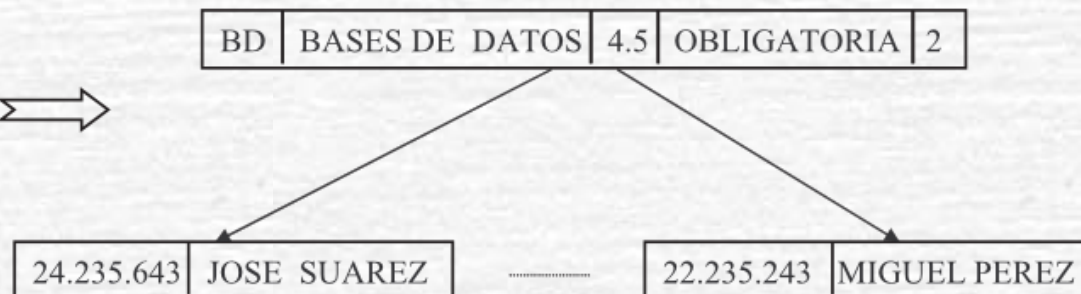 BD BASES DE DATOS 4.5 OBLIGATORIA 2
24.235.643 JOSE SUAREZ 22.235.243 MIGUEL PEREZ